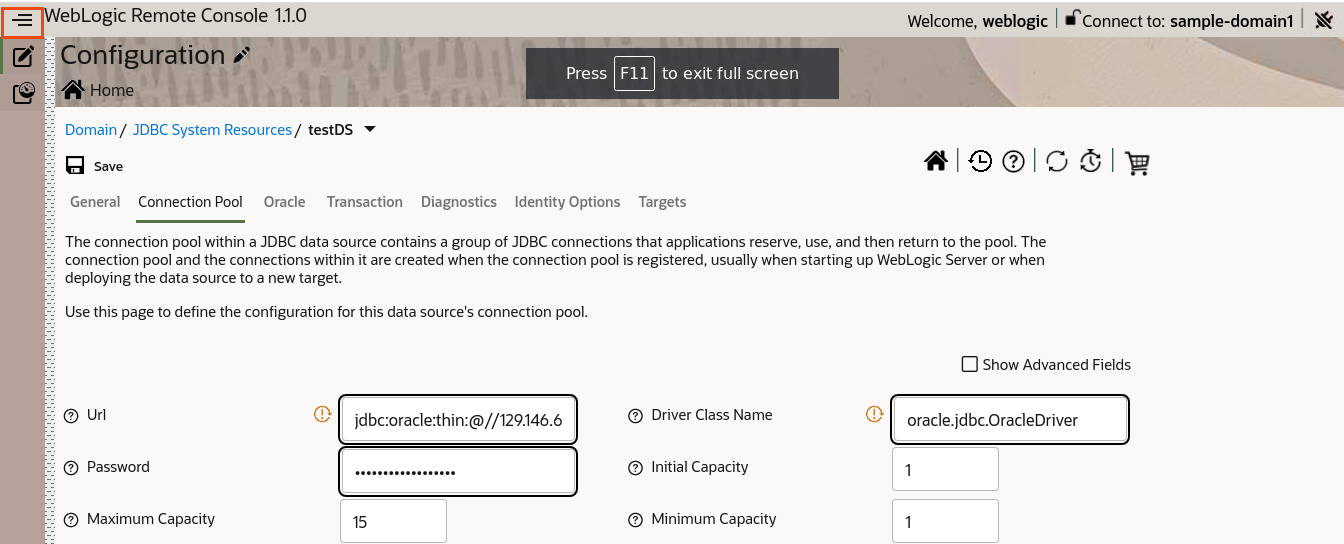 WebLogic Remote Console 1.1.0
Welcome, weblogic Connect to: sample-domain1
Configuration
Press F11 to exit full screen
Home
Domain / JDBC System Resources / testDS
Save
General Connection Pool Oracle Transaction Diagnostics Identity Options Targets
The connection pool within a JDBC data source contains a group of JDBC connections that applications reserve, use, and then return to the pool. The
connection pool and the connections within it are created when the connection pool is registered, usually when starting up WebLogic Server or when
deploying the data source to a new target.
Use this page to define the configuration for this data source's connection pool.
Show Advanced Fields
Url jdbc:oracle:thin:@//129.146.6 Driver Class Name oracle.jdbc.OracleDriver
Password •••••••••••••••••• Initial Capacity 1
Maximum Capacity 15 Minimum Capacity 1